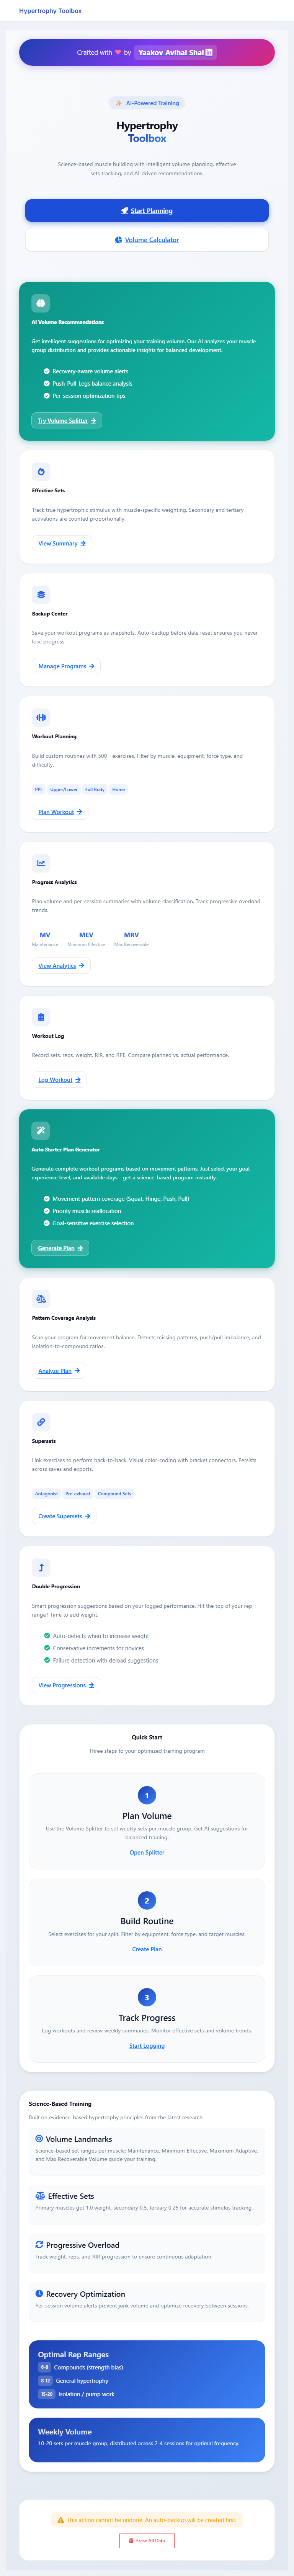 Hypertrophy Toolbox
Crafted with ❤ by Yaakov Avihai Shai
AI-Powered Training
Hypertrophy
Toolbox
Science-based muscle building with intelligent volume planning, effective
sets tracking, and AI-driven recommendations.
Start Planning
Volume Calculator
AI Volume Recommendations
Get intelligent suggestions for optimizing your training volume. Our AI analyzes your muscle
group distribution and provides actionable insights for balanced development.
Recovery-aware volume alerts
Push-Pull-Legs balance analysis
Per-session optimization tips
Try Volume Splitter
Effective Sets
Track true hypertrophic stimulus with muscle-specific weighting. Secondary and tertiary
activations are counted proportionally.
View Summary
Backup Center
Save your workout programs as snapshots. Auto-backup before data reset ensures you never
lose progress.
Manage Programs
Workout Planning
Build custom routines with 500+ exercises. Filter by muscle, equipment, force type, and
difficulty.
PPL
Upper/Lower
Full Body
Home
Plan Workout
Progress Analytics
Plan volume and per-session summaries with volume classification. Track progressive overload
trends.
MV
MEV
MRV
Maintenance
Minimum Effective
Max Recoverable
View Analytics
Workout Log
Record sets, reps, weight, RIR, and RPE. Compare planned vs. actual performance.
Log Workout
Auto Starter Plan Generator
Generate complete workout programs based on movement patterns. Just select your goal,
experience level, and available days—get a science-based program instantly.
Movement pattern coverage (Squat, Hinge, Push, Pull)
Priority muscle reallocation
Goal-sensitive exercise selection
Generate Plan
Pattern Coverage Analysis
Scan your program for movement balance. Detects missing patterns, push/pull imbalance, and
isolation-to-compound ratios.
Analyze Plan
Supersets
Link exercises to perform back-to-back. Visual color-coding with bracket connectors. Persists
across saves and exports.
Antagonist
Pre-exhaust
Compound Sets
Create Supersets
Double Progression
Smart progression suggestions based on your logged performance. Hit the top of your rep
range? Time to add weight.
Auto-detects when to increase weight
Conservative increments for novices
Failure detection with deload suggestions
View Progressions
Quick Start
Three steps to your optimized training program
1
Plan Volume
Use the Volume Splitter to set weekly sets per muscle group. Get AI suggestions for
balanced training.
Open Splitter
2
Build Routine
Select exercises for your split. Filter by equipment, force type, and target muscles.
Create Plan
3
Track Progress
Log workouts and review weekly summaries. Monitor effective sets and volume trends.
Start Logging
Science-Based Training
Built on evidence-based hypertrophy principles from the latest research.
Volume Landmarks
Science-based set ranges per muscle: Maintenance, Minimum Effective, Maximum Adaptive,
and Max Recoverable Volume guide your training.
Effective Sets
Primary muscles get 1.0 weight, secondary 0.5, tertiary 0.25 for accurate stimulus tracking.
Progressive Overload
Track weight, reps, and RIR progression to ensure continuous adaptation.
Recovery Optimization
Per-session volume alerts prevent junk volume and optimize recovery between sessions.
Optimal Rep Ranges
5-8 Compounds (strength bias)
8-12 General hypertrophy
15-20 Isolation / pump work
Weekly Volume
10-20 sets per muscle group, distributed across 2-4 sessions for optimal frequency.
This action cannot be undone. An auto-backup will be created first.
Erase All Data